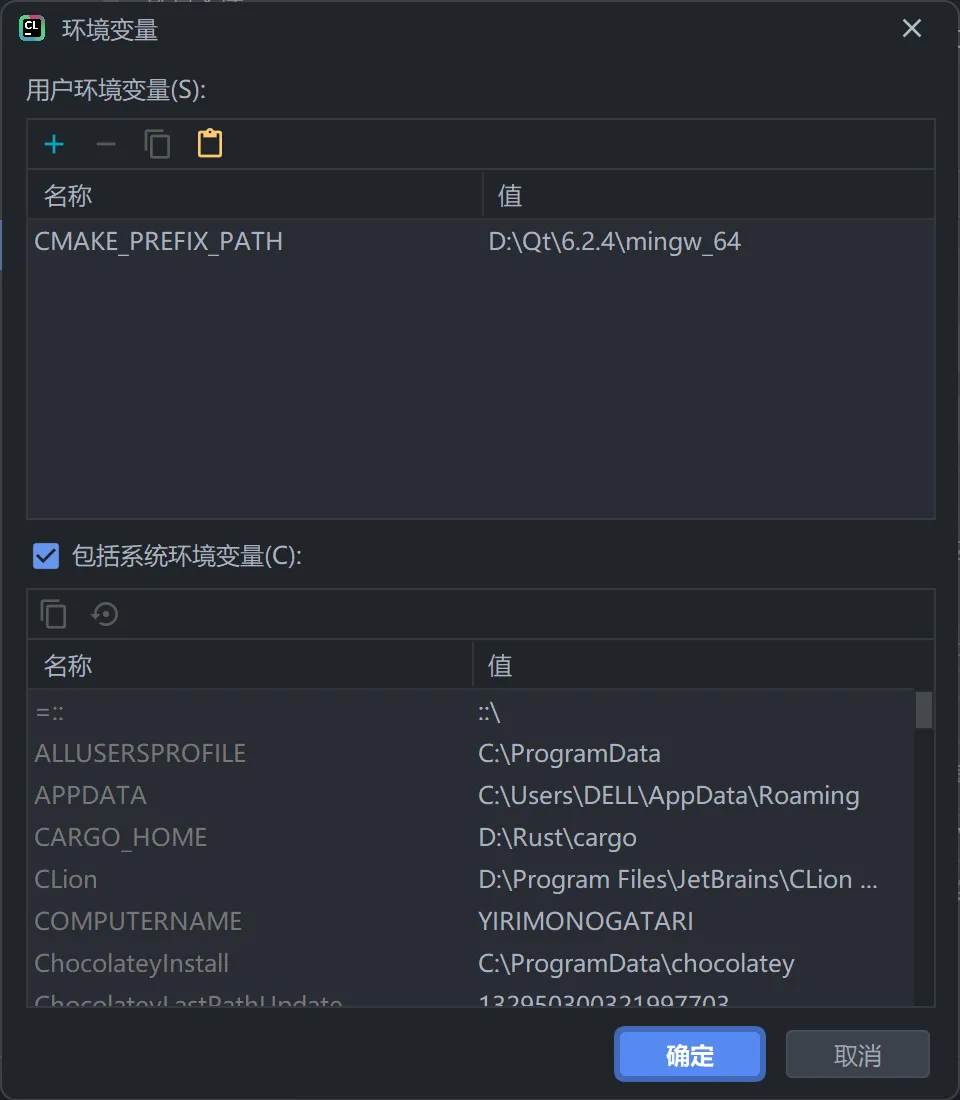 CL
环境变量
用户环境变量(S):
名称 值
CMAKE_PREFIX_PATH D:\Qt\6.2.4\mingw_64
包括系统环境变量(C):
名称 值
=:: ::\
ALLUSERSPROFILE C:\ProgramData
APPDATA C:\Users\DELL\AppData\Roaming
CARGO_HOME D:\Rust\cargo
CLion D:\Program Files\JetBrains\CLion ...
COMPUTERNAME YIRIMONOGATARI
ChocolateyInstall C:\ProgramData\chocolatey
ChocolateyLastPathUpdate 132950300321997703
确定 取消